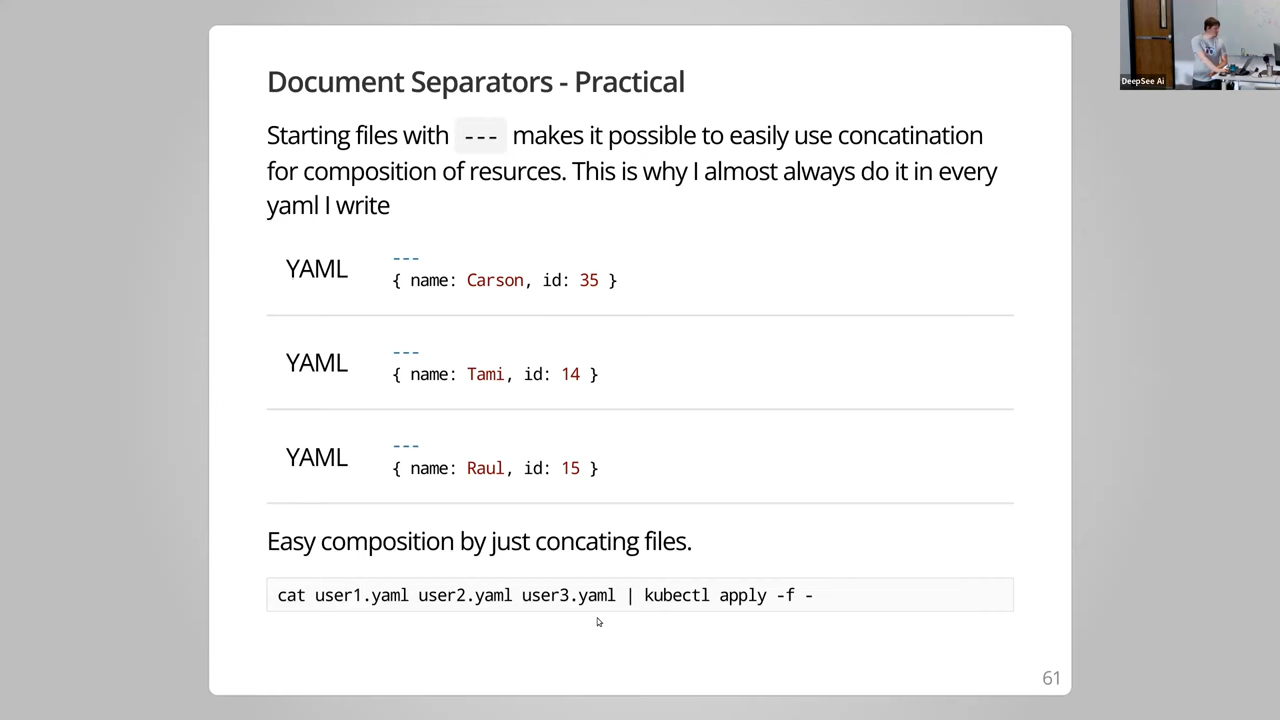 DeepSee Ai
Document Separators - Practical
Starting files with --- makes it possible to easily use concatination
for composition of resurces. This is why I almost always do it in every
yaml I write
YAML
---
{ name: Carson, id: 35 }
YAML
---
{ name: Tami, id: 14 }
YAML
---
{ name: Raul, id: 15 }
Easy composition by just concating files.
cat user1.yaml user2.yaml user3.yaml | kubectl apply -f -
61